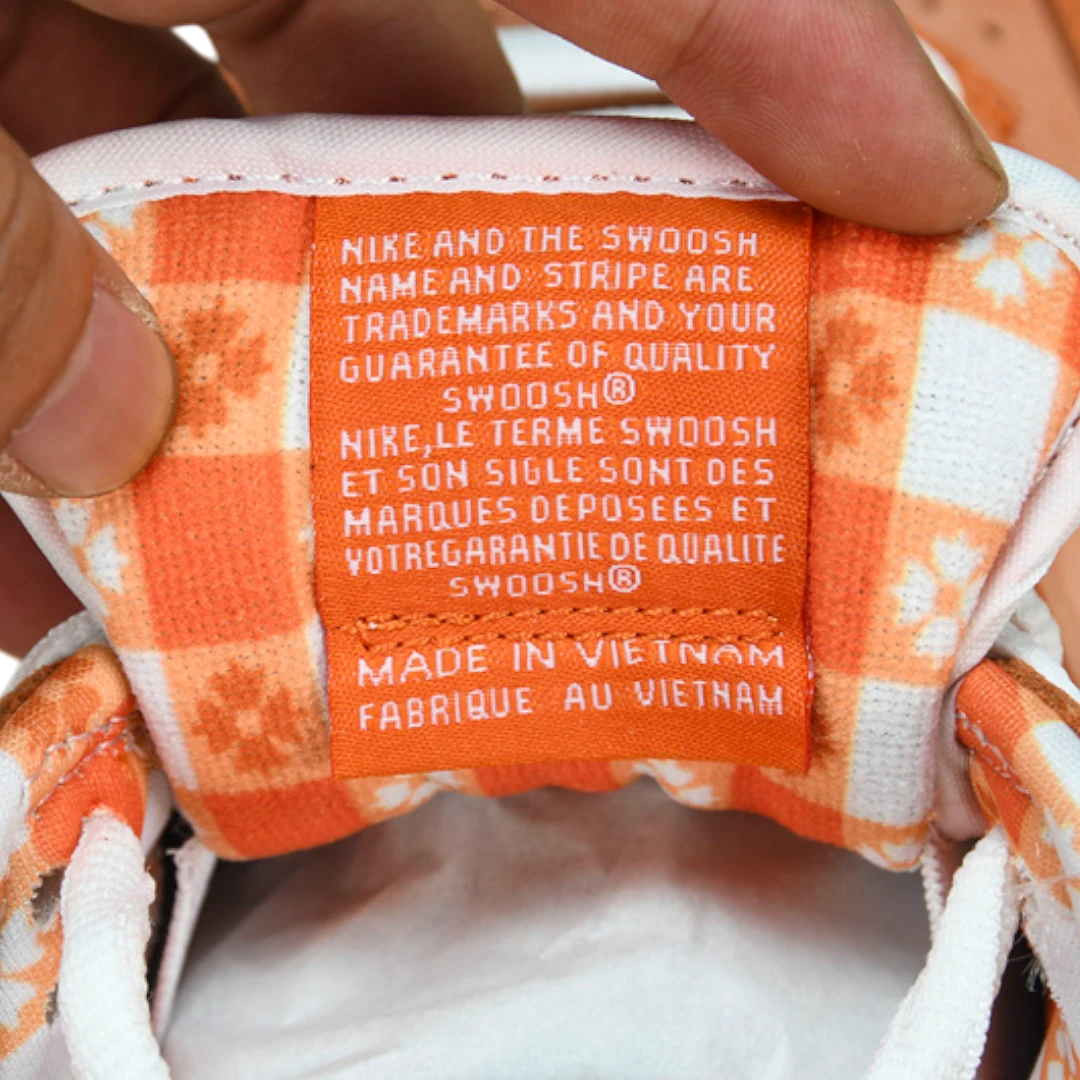 NIKE AND THE SWOOSH
NAME AND STRIPE ARE
TRADEMARKS AND YOUR
GUARANTEE OF QUALITY
SWOOSH®
NIKE,LE TERME SWOOSH
ET SON SIGLE SONT DES
MARQUES DEPOSEES ET
VOTREGARANTIE DE QUALITE
SWOOSH®
MADE IN VIETNAM
FABRIQUE AU VIETNAM